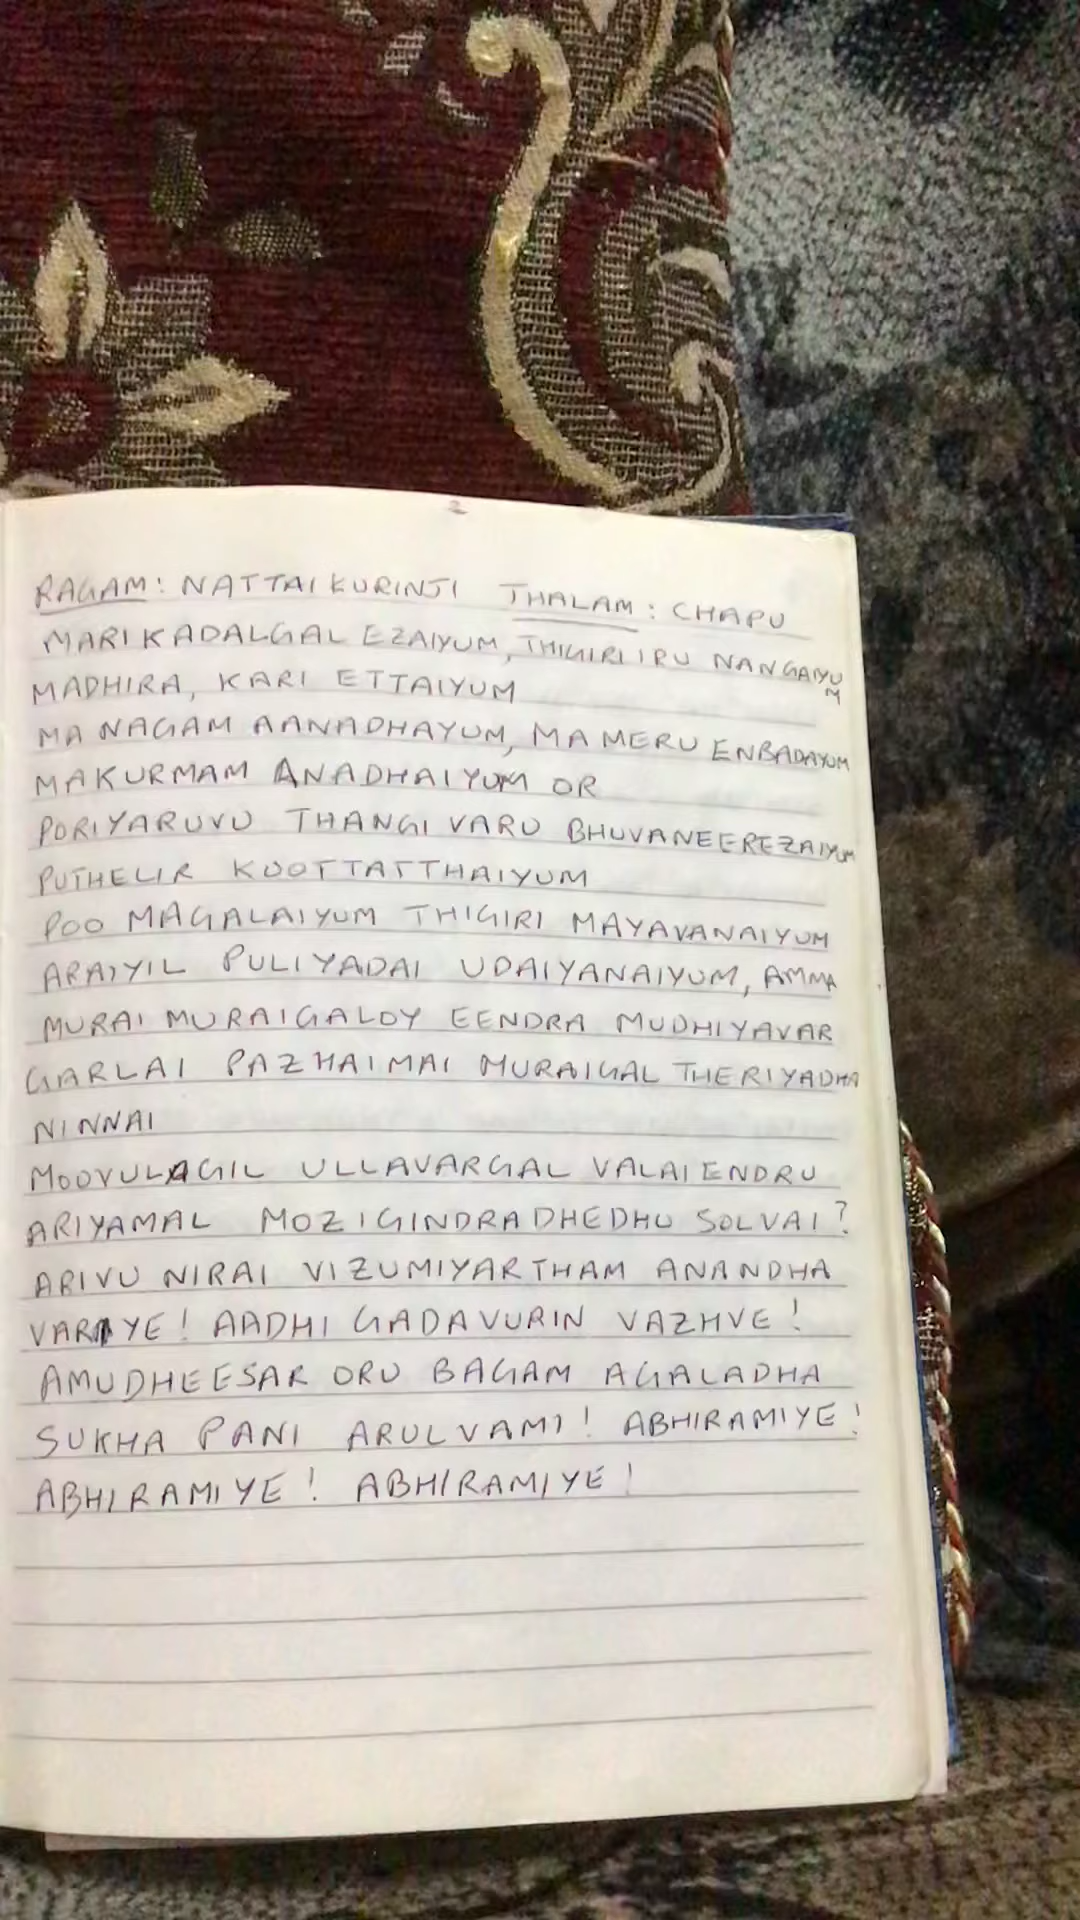 2
RAGAM: NATTAI KURINJI THALAM: CHAPU
MARI KADALGAL EZAIYUM, THIGIRI IRU NANGAIYUM
MADHIRA, KARI ETTAIYUM
MA NAGAM AANADHAYUM, MA MERU ENBADAYUM
MAKURMAM ANADHAIYUM OR
PORIYARUVU THANGI VARU BHUVANEEREZAIYUM
PUTHELIR KOOTTATTHAIYUM
POO MAGALAIYUM THIGIRI MAYAVANAIYUM
ARAIYIL PULIYADAI UDAIYANAIYUM, AMMA
MURAI MURAIGALOY EENDRA MUDHIYAVAR
GARLAI PAZHAIMAI MURAIGAL THERIYADHA
NINNAI
MOOVULAGIL ULLAVARGAL VALAI ENDRU
ARIYAMAL MOZIGINDRADHEDHU SOLVAI?
ARIVU NIRAI VIZUMIYARTHAM ANANDHA
VARIYE! AADHI GADAVURIN VAZHVE!
AMUDHEESAR ORU BAGAM AGALADHA
SUKHA PANI ARULVAMI! ABHIRAMIYE!
ABHIRAMIYE! ABHIRAMIYE!